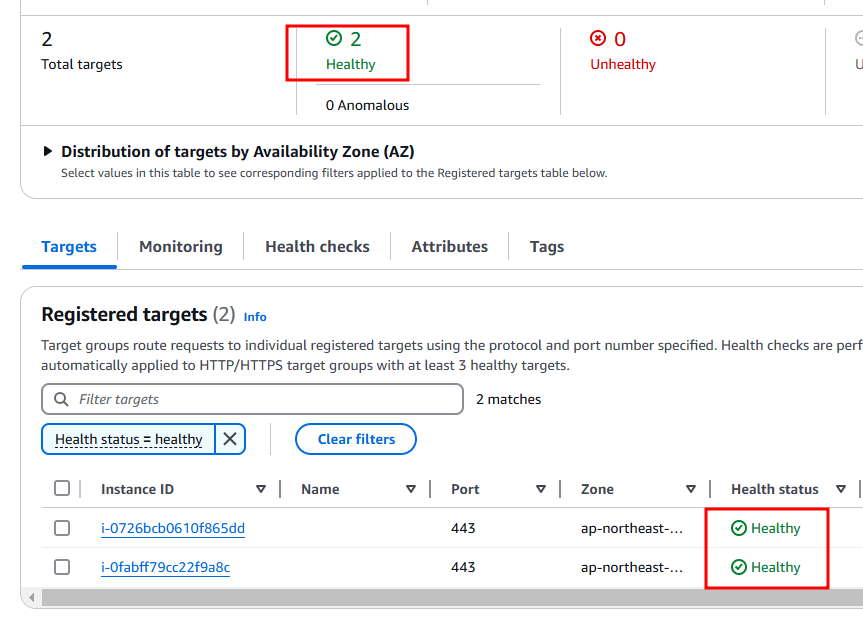 2
Total targets
2
Healthy
0 Anomalous
0
Unhealthy
Distribution of targets by Availability Zone (AZ)
Select values in this table to see corresponding filters applied to the Registered targets table below.
Targets Monitoring Health checks Attributes Tags
Registered targets (2) Info
Target groups route requests to individual registered targets using the protocol and port number specified. Health checks are perf
automatically applied to HTTP/HTTPS target groups with at least 3 healthy targets.
Filter targets 2 matches
Health status = healthy Clear filters
Instance ID Name Port Zone Health status
i-0726bcb0610f865dd 443 ap-northeast-... Healthy
i-0fabff79cc22f9a8c 443 ap-northeast-... Healthy